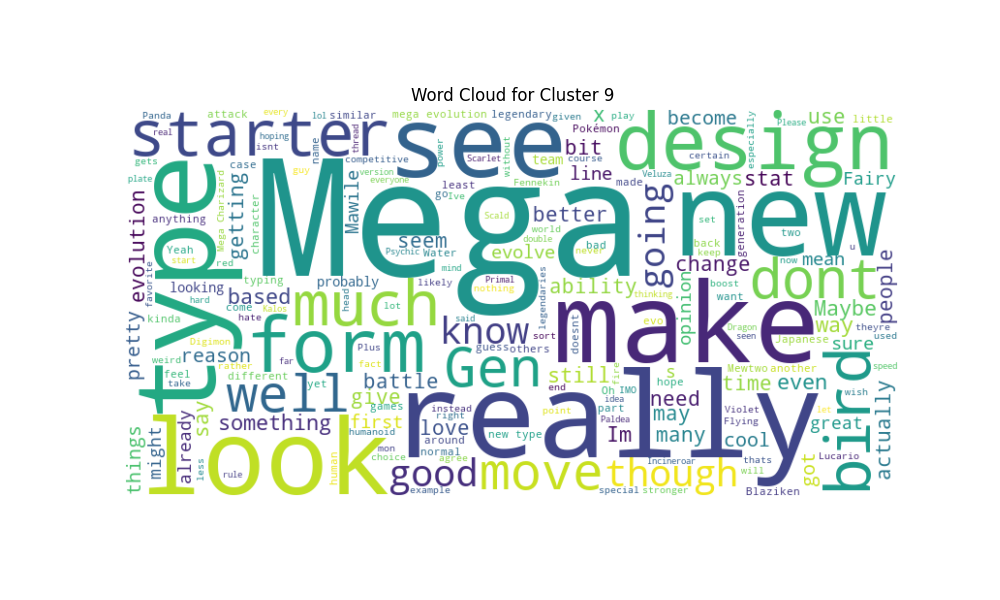 Word Cloud for Cluster 9
Panda attack every lol similar mega evolution legendary given x play become especially Please use little
real starter hoping isnt name thread see power Pokémon bit design
gets case guy competitive Scarlet without team course line made certain always stat Fairy
plate type getting Mega Charizard character version everyone Mawile least go Ive Fennekin Veluza
anything Mega Scald world double better new going generation set two
evolution Yeah start red seem Psychic Water evolve never bad back keep now mean u people
favorite looking typing probably likely mind Primal nothing legendaries ability change
hard based come Kalos head much lot said sort doesnt thinking boost want dont Maybe theyre
pretty kinda Digimon know guess others make evo opinion Dragon seen Japanese way used
weird reason rather far Plus form fact Gen Mewtwo another sure
feel take different yet battle still fire s hope time even speed
well give games end Oh IMO idea need wish
say something first instead right love really point part may Violet Flying let great
things might already less humanoid mon around normal new type Paldea Im many cool bird actually
look human choice agree thats got Lucario
rule good move though Incineroar will
example special stronger Blaziken